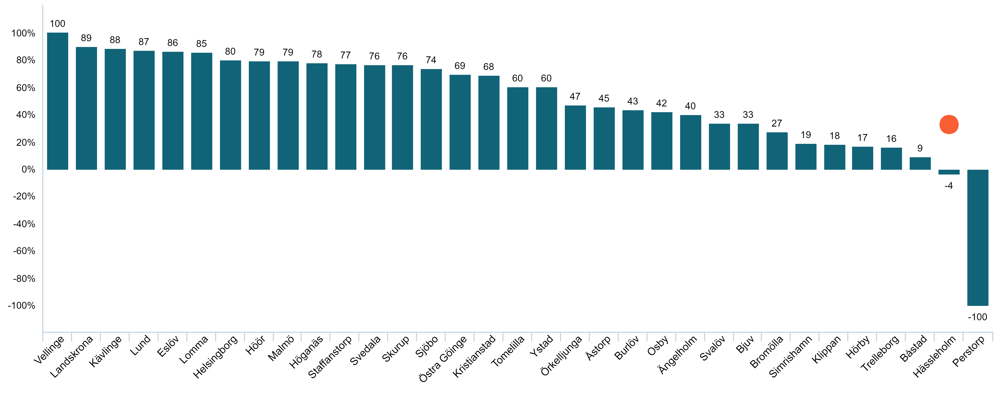 100%
80%
60%
40%
20%
0%
-20%
-40%
-60%
-80%
-100%
100
89
88
87
86
85
80
79
79
78
77
76
76
74
69
68
60
60
47
45
43
42
40
33
33
27
19
18
17
16
9
-4
-100
Vellinge
Landskrona
Kävlinge
Lund
Eslöv
Lomma
Helsingborg
Höör
Malmö
Höganäs
Staffanstorp
Svedala
Skurup
Sjöbo
Östra Göinge
Kristianstad
Tomelilla
Ystad
Örkelljunga
Åstorp
Burlöv
Osby
Ängelholm
Svalöv
Bjuv
Bromölla
Simrishamn
Klippan
Hörby
Trelleborg
Båstad
Hässleholm
Perstorp